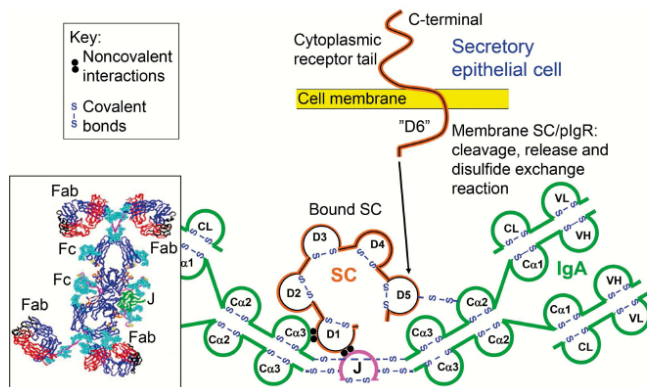 Key:
Noncovalent
interactions
S
S
Covalent
bonds
C-terminal
Cytoplasmic
receptor tail
Secretory
epithelial cell
Cell membrane
"D6"
Membrane SC/pIgR:
cleavage, release and
disulfide exchange
reaction
Bound SC
Fab
Fc
Fab
Fc
J
Fab
Fab
CL
Cα1
D3
D4
D2
SC
D5
D1
Cα2
Cα2
Cα3
Cα3
J
Cα3
Cα3
Cα2
Cα2
CL
VL
VH
Cα1
IgA
Cα1
VH
CL
VL